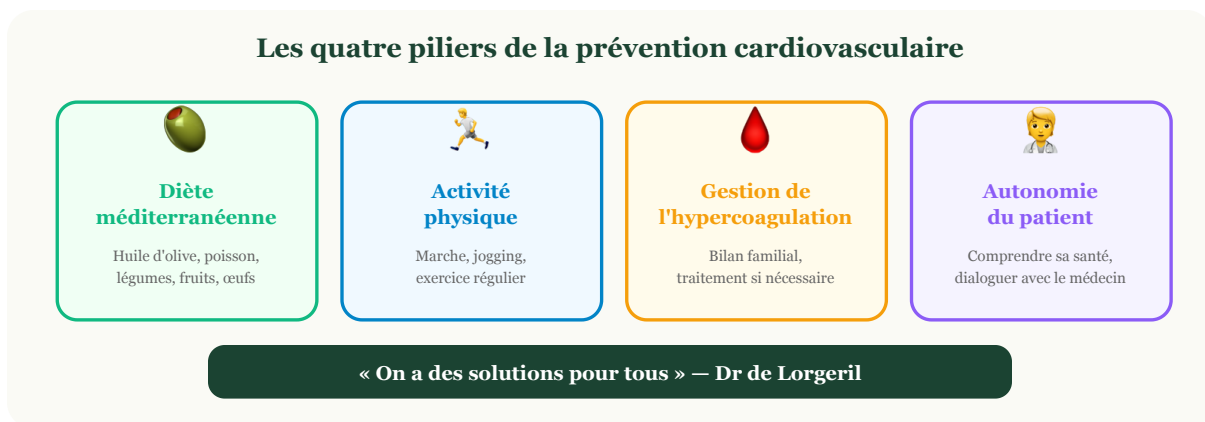 Les quatre piliers de la prévention cardiovasculaire
Diète
méditerranéenne
Huile d'olive, poisson,
légumes, fruits, œufs
Activité
physique
Marche, jogging,
exercice régulier
Gestion de
l'hypercoagulation
Bilan familial,
traitement si nécessaire
Autonomie
du patient
Comprendre sa santé,
dialoguer avec le médecin
« On a des solutions pour tous » — Dr de Lorgeril